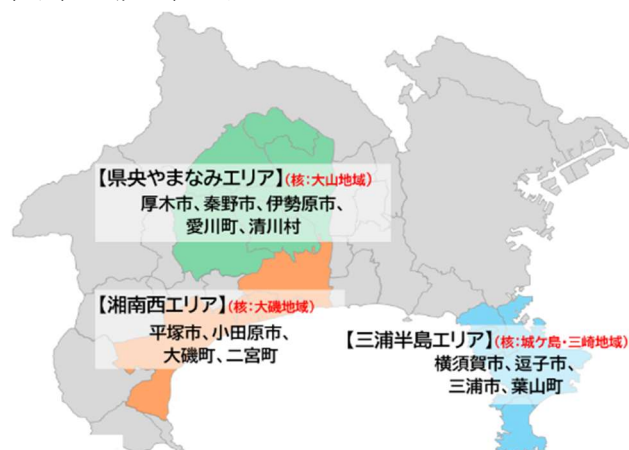 【県央やまなみエリア】(核:大山地域)
厚木市、秦野市、伊勢原市、
愛川町、清川村
【湘南西エリア】(核:大磯地域)
平塚市、小田原市、
大磯町、二宮町
【三浦半島エリア】(核:城ケ島・三崎地域)
横須賀市、逗子市、
三浦市、葉山町